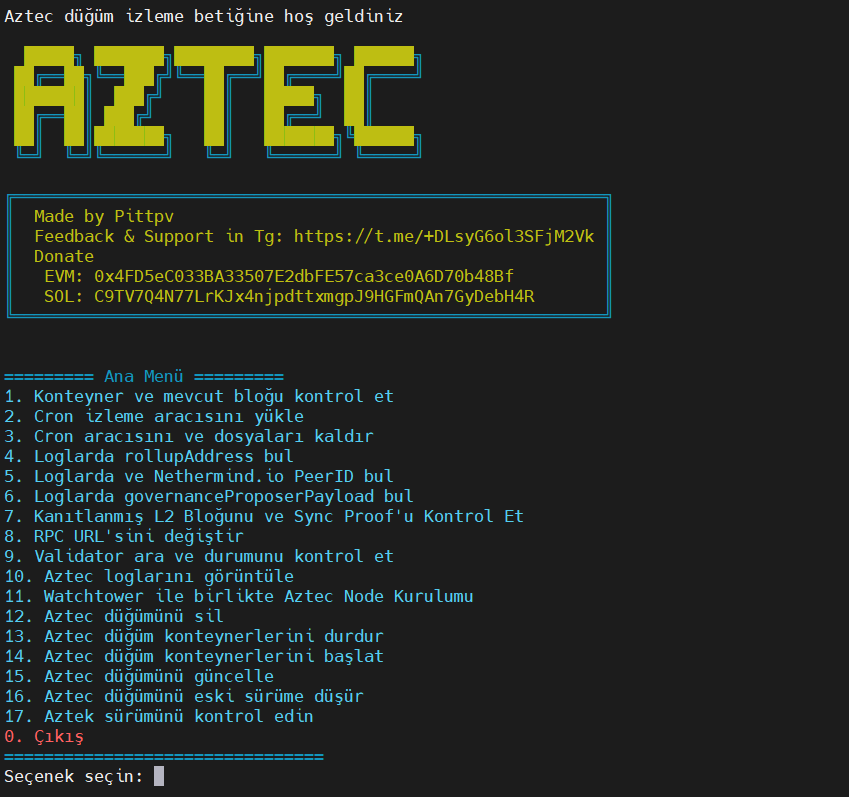 Aztec düğüm izleme betiğine hoş geldiniz
AZTEC
Made by Pittpv
Feedback & Support in Tg: https://t.me/+DLsyG6ol3SFjM2Vk
Donate
EVM: 0x4FD5eC033BA33507E2dbFE57ca3ce0A6D70b48Bf
SOL: C9TV7Q4N77LrKJx4njpdttxmgpJ9HGFmQAn7GyDebH4R
========= Ana Menü =========
1. Konteyner ve mevcut bloğu kontrol et
2. Cron izleme aracısını yükle
3. Cron aracısını ve dosyaları kaldır
4. Loglarda rollupAddress bul
5. Loglarda ve Nethermind.io PeerID bul
6. Loglarda governanceProposerPayload bul
7. Kanıtlanmış L2 Bloğunu ve Sync Proof'u Kontrol Et
8. RPC URL'sini değiştir
9. Validator ara ve durumunu kontrol et
10. Aztec loglarını görüntüle
11. Watchtower ile birlikte Aztec Node Kurulumu
12. Aztec düğümünü sil
13. Aztec düğüm konteynerlerini durdur
14. Aztec düğüm konteynerlerini başlat
15. Aztec düğümünü güncelle
16. Aztec düğümünü eski sürüme düşür
17. Aztek sürümünü kontrol edin
0. Çıkış
================================
Seçenek seçin: